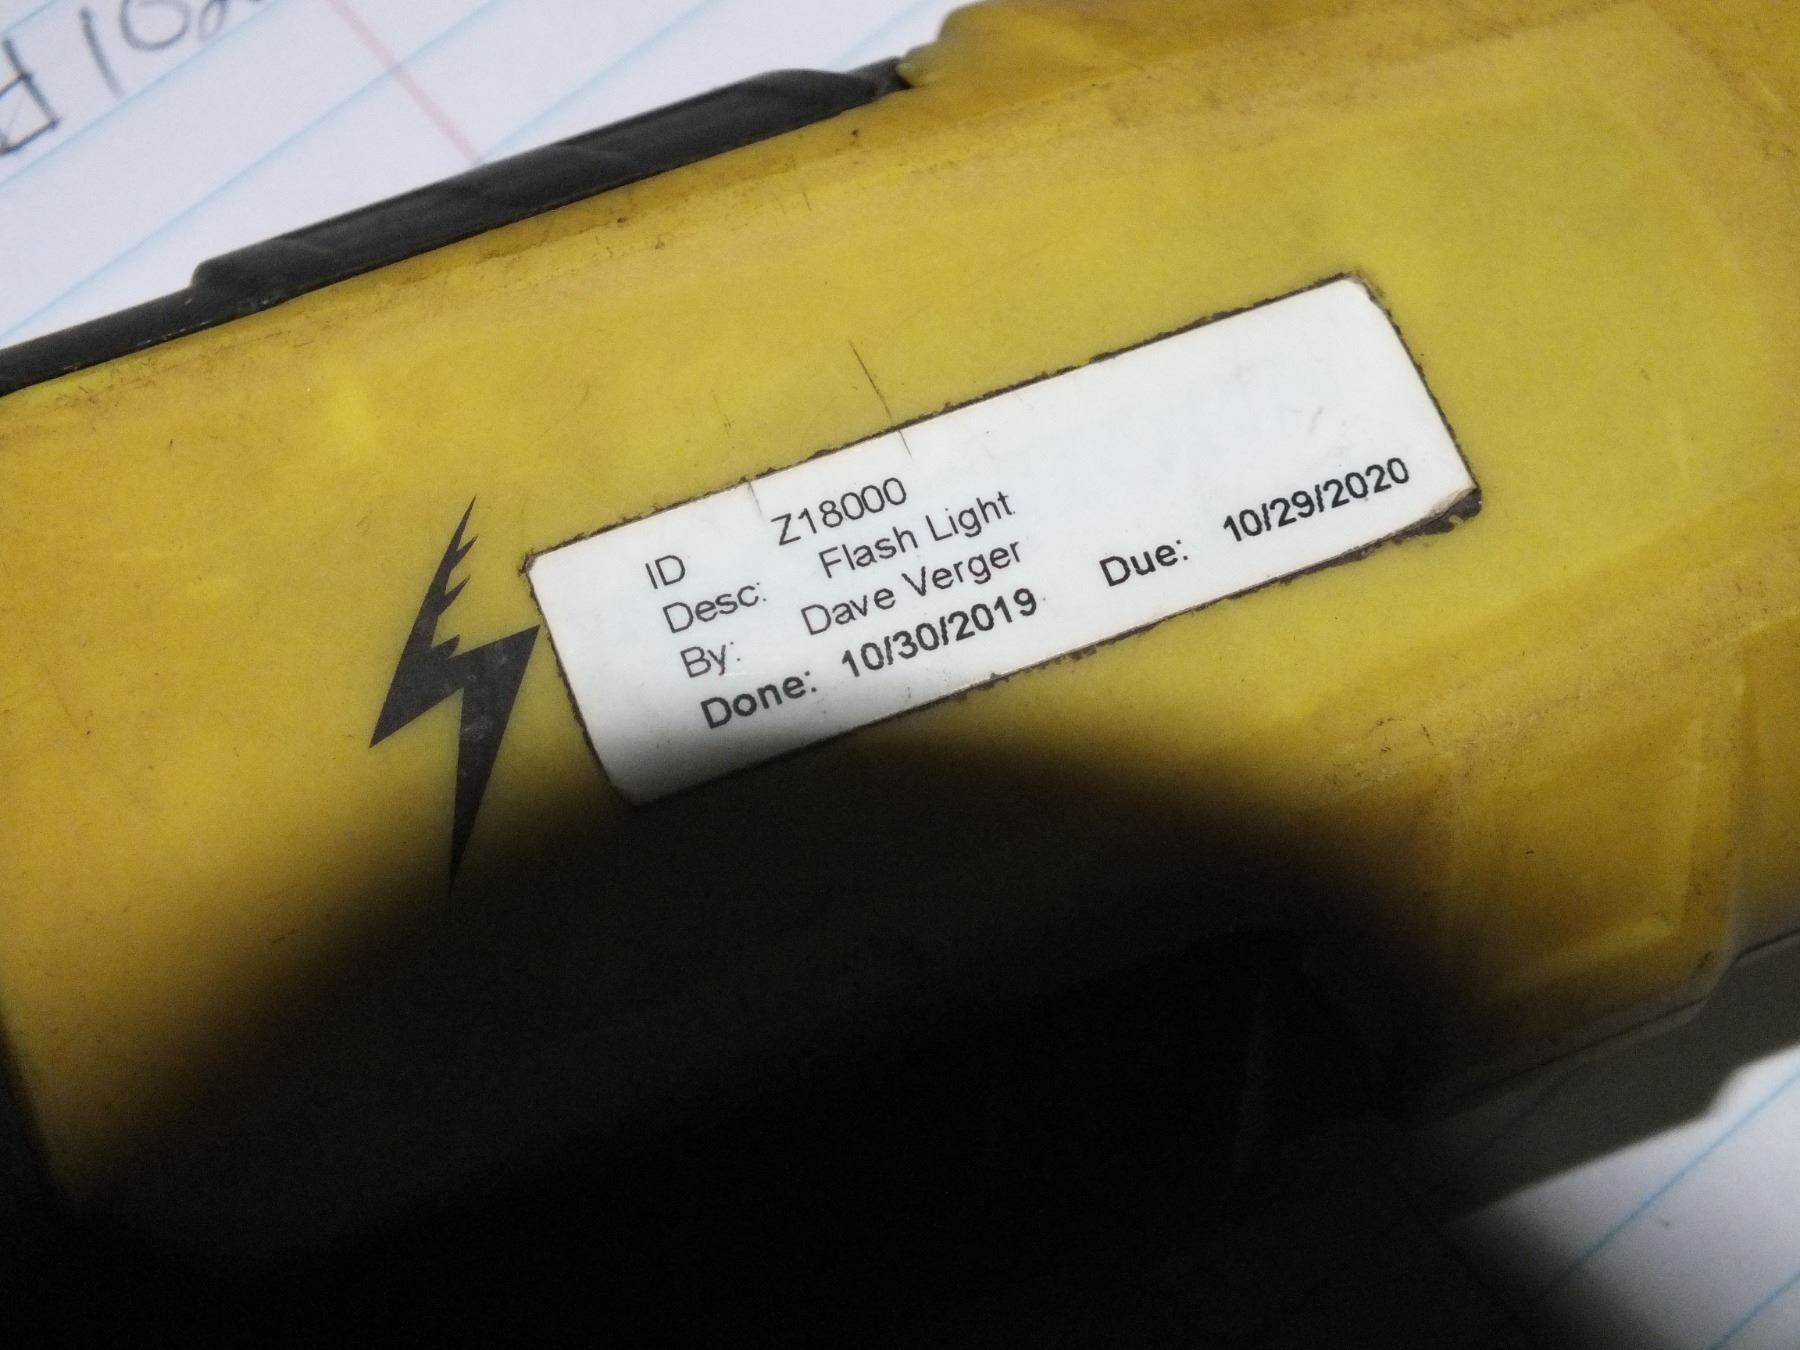 ID Z18000
Desc: Flash Light
By: Dave Verger
Done: 10/30/2019 Due: 10/29/2020